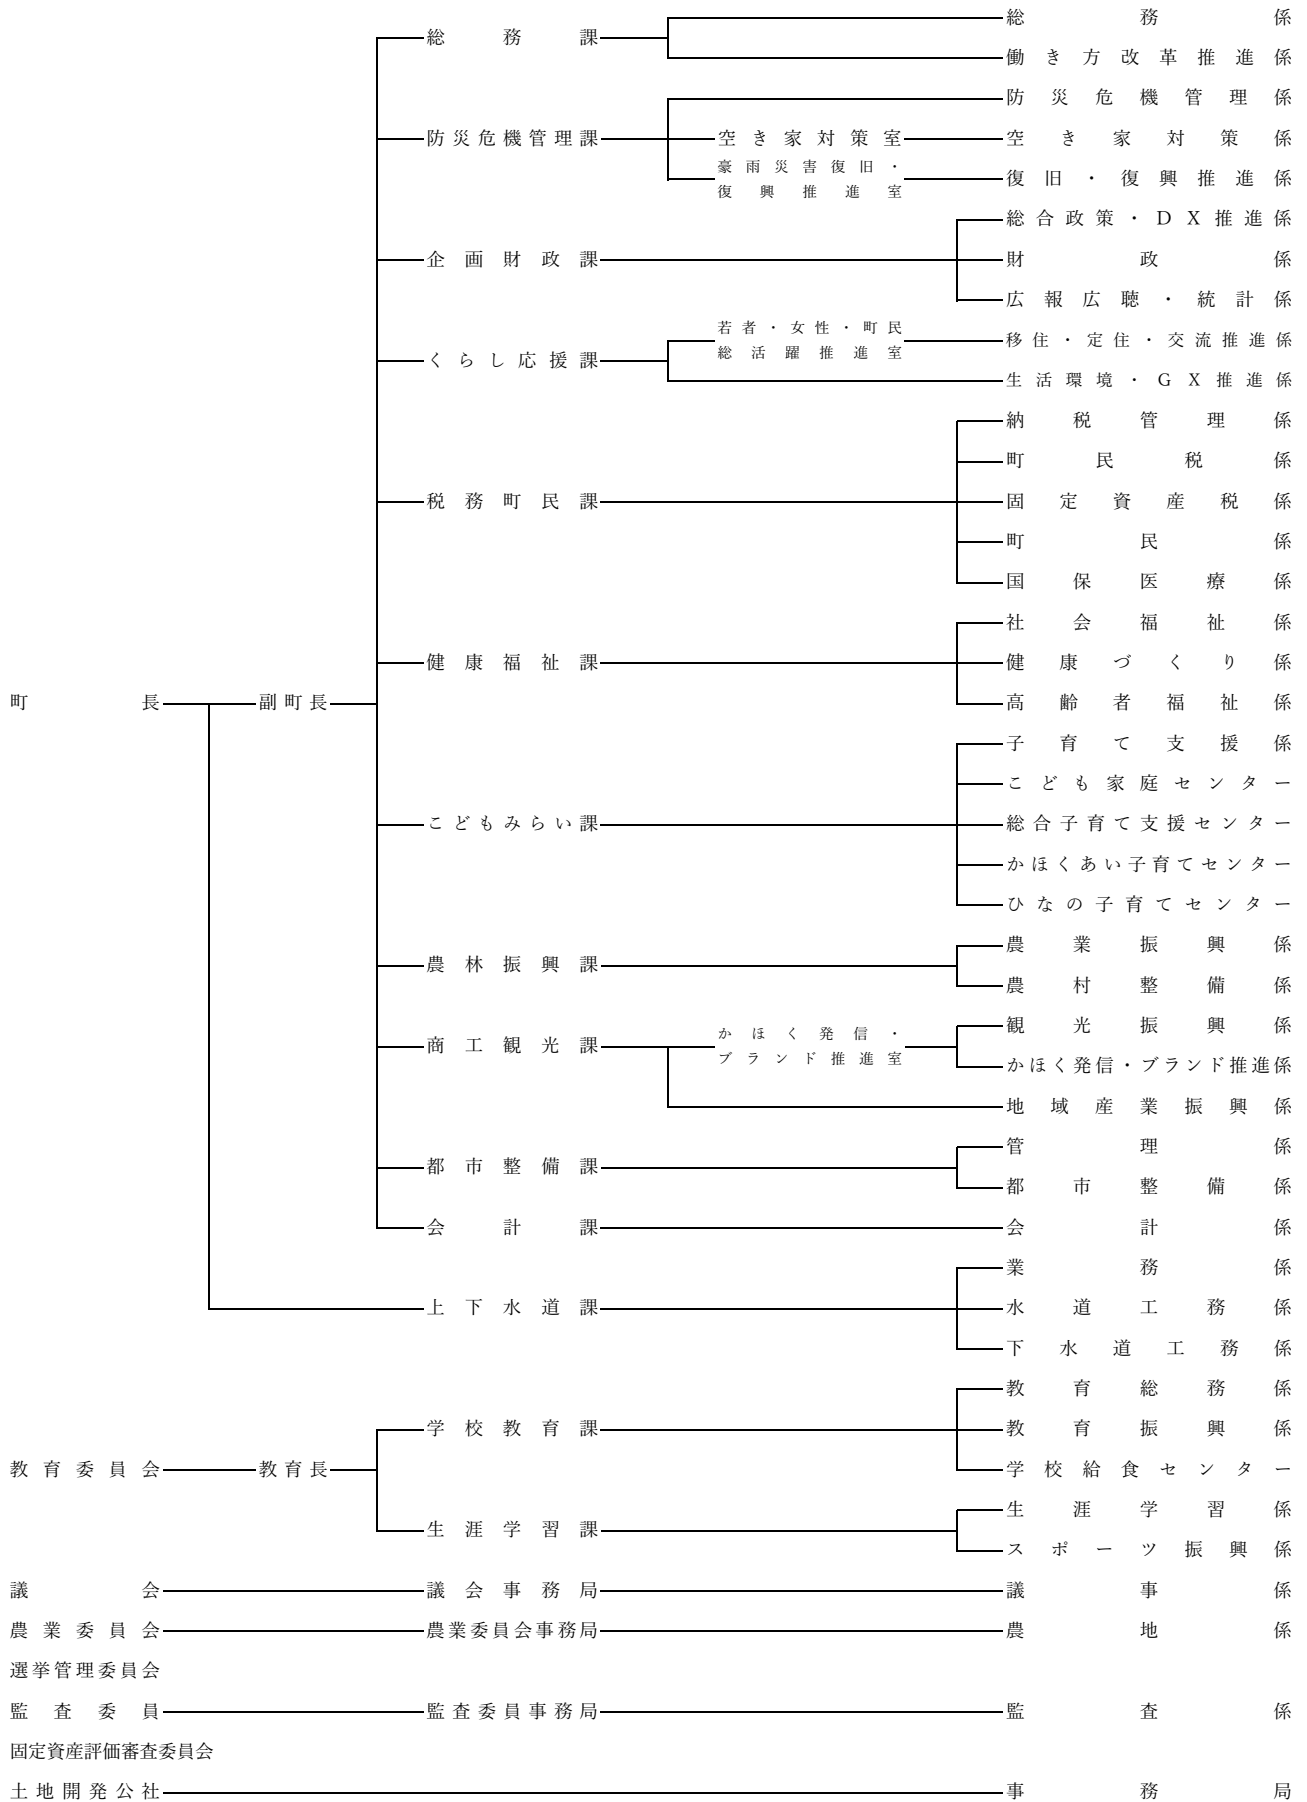 総務係
総務課
働き方改革推進係
防災危機管理係
防災危機管理課 空き家対策室 空き家対策係
豪雨災害復旧・
復興推進室
復旧・復興推進係
総合政策・DX推進係
企画財政課 財政係
広報広聴・統計係
若者・女性・町民
総活躍推進室
移住・定住・交流推進係
くらし応援課
生活環境・GX推進係
納税管理係
町民税係
税務町民課 固定資産税係
町民係
国保医療係
社会福祉係
健康福祉課 健康づくり係
町長 副町長 高齢者福祉係
子育て支援係
こども家庭センター
こどもみらい課 総合子育て支援センター
かほくあい子育てセンター
ひなの子育てセンター
農業振興係
農林振興課
農村整備係
観光振興係
商工観光課
かほく発信・
ブランド推進室
かほく発信・ブランド推進係
地域産業振興係
管理係
都市整備課
都市整備係
会計課 会計係
業務係
上下水道課 水道工務係
下水道工務係
教育総務係
学校教育課 教育振興係
教育委員会 教育長 学校給食センター
生涯学習係
生涯学習課
スポーツ振興係
議会 議会事務局 議事係
農業委員会 農業委員会事務局 農地係
選挙管理委員会
監査委員 監査委員事務局 監査係
固定資産評価審査委員会
土地開発公社 事務局